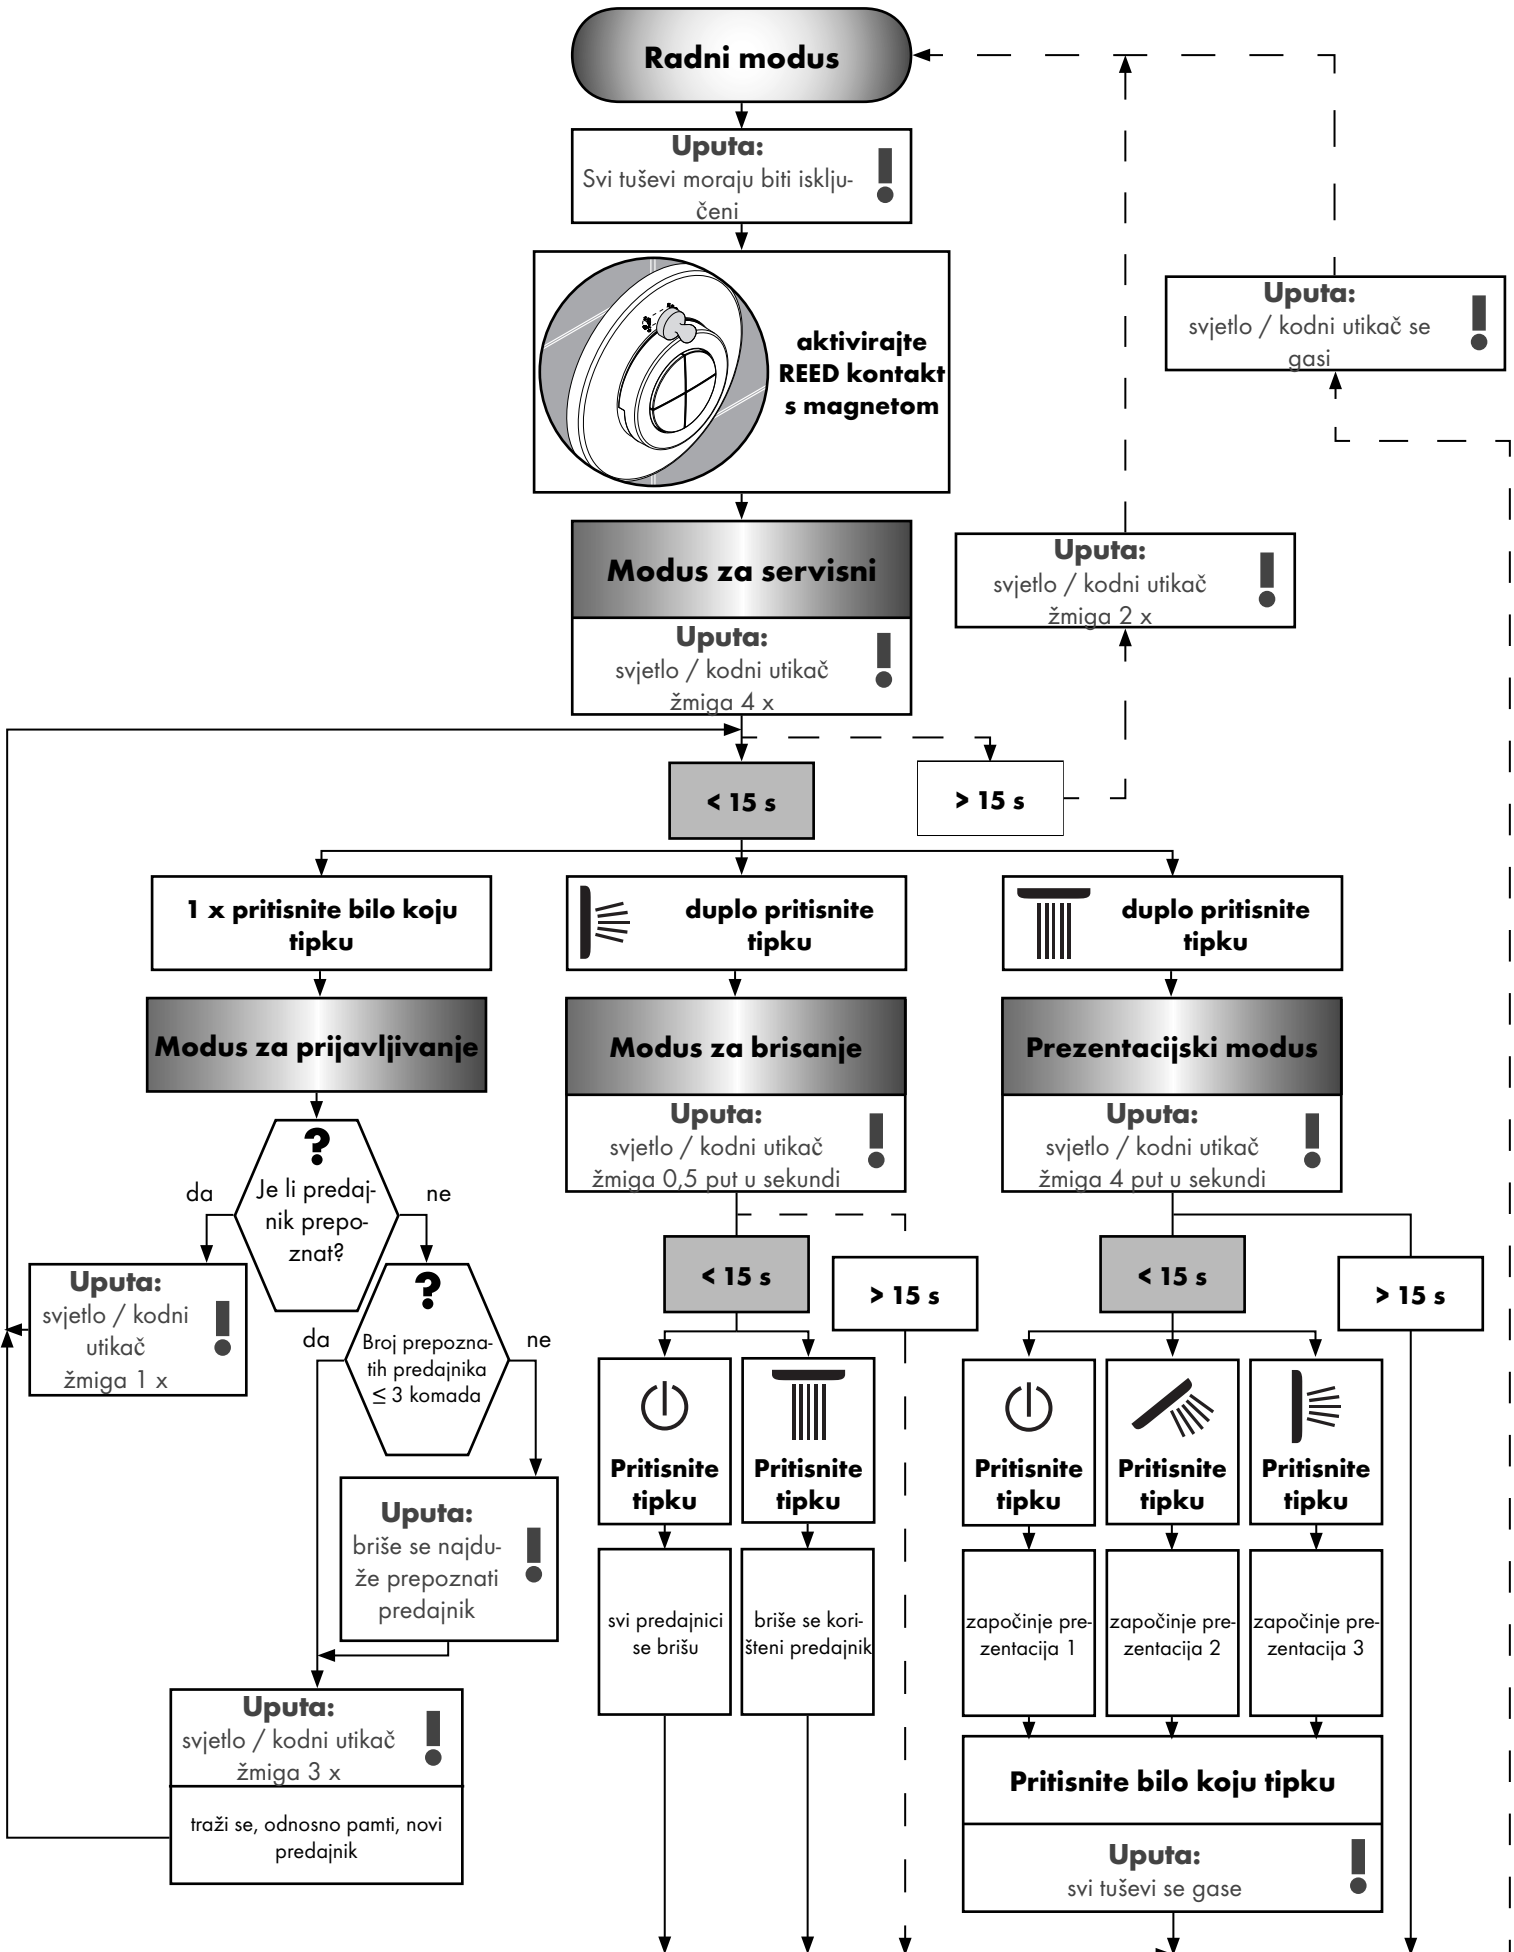 Radni modus
Uputa:
Svi tuševi moraju biti isklju-
čeni
aktivirajte
REED kontakt
s magnetom
Uputa:
svjetlo / kodni utikač se
gasi
Modus za servisni
Uputa:
svjetlo / kodni utikač
žmiga 4 x
Uputa:
svjetlo / kodni utikač
žmiga 2 x
< 15 s
> 15 s
1 x pritisnite bilo koju
tipku
duplo pritisnite
tipku
duplo pritisnite
tipku
Modus za prijavljivanje
Modus za brisanje
Uputa:
svjetlo / kodni utikač
žmiga 0,5 put u sekundi
Prezentacijski modus
Uputa:
svjetlo / kodni utikač
žmiga 4 put u sekundi
?
Je li predaj-
nik prepo-
znat?
da
ne
Uputa:
svjetlo / kodni
utikač
žmiga 1 x
?
Broj prepozna-
tih predajnika
≤ 3 komada
da
ne
< 15 s
> 15 s
< 15 s
> 15 s
Pritisnite
tipku
Pritisnite
tipku
Pritisnite
tipku
Pritisnite
tipku
Pritisnite
tipku
Uputa:
briše se najdu-
že prepoznati
predajnik
svi predajnici
se brišu
briše se kori-
šteni predajnik
započinje pre-
zentacija 1
započinje pre-
zentacija 2
započinje pre-
zentacija 3
Uputa:
svjetlo / kodni utikač
žmiga 3 x
traži se, odnosno pamti, novi
predajnik
Pritisnite bilo koju tipku
Uputa:
svi tuševi se gase